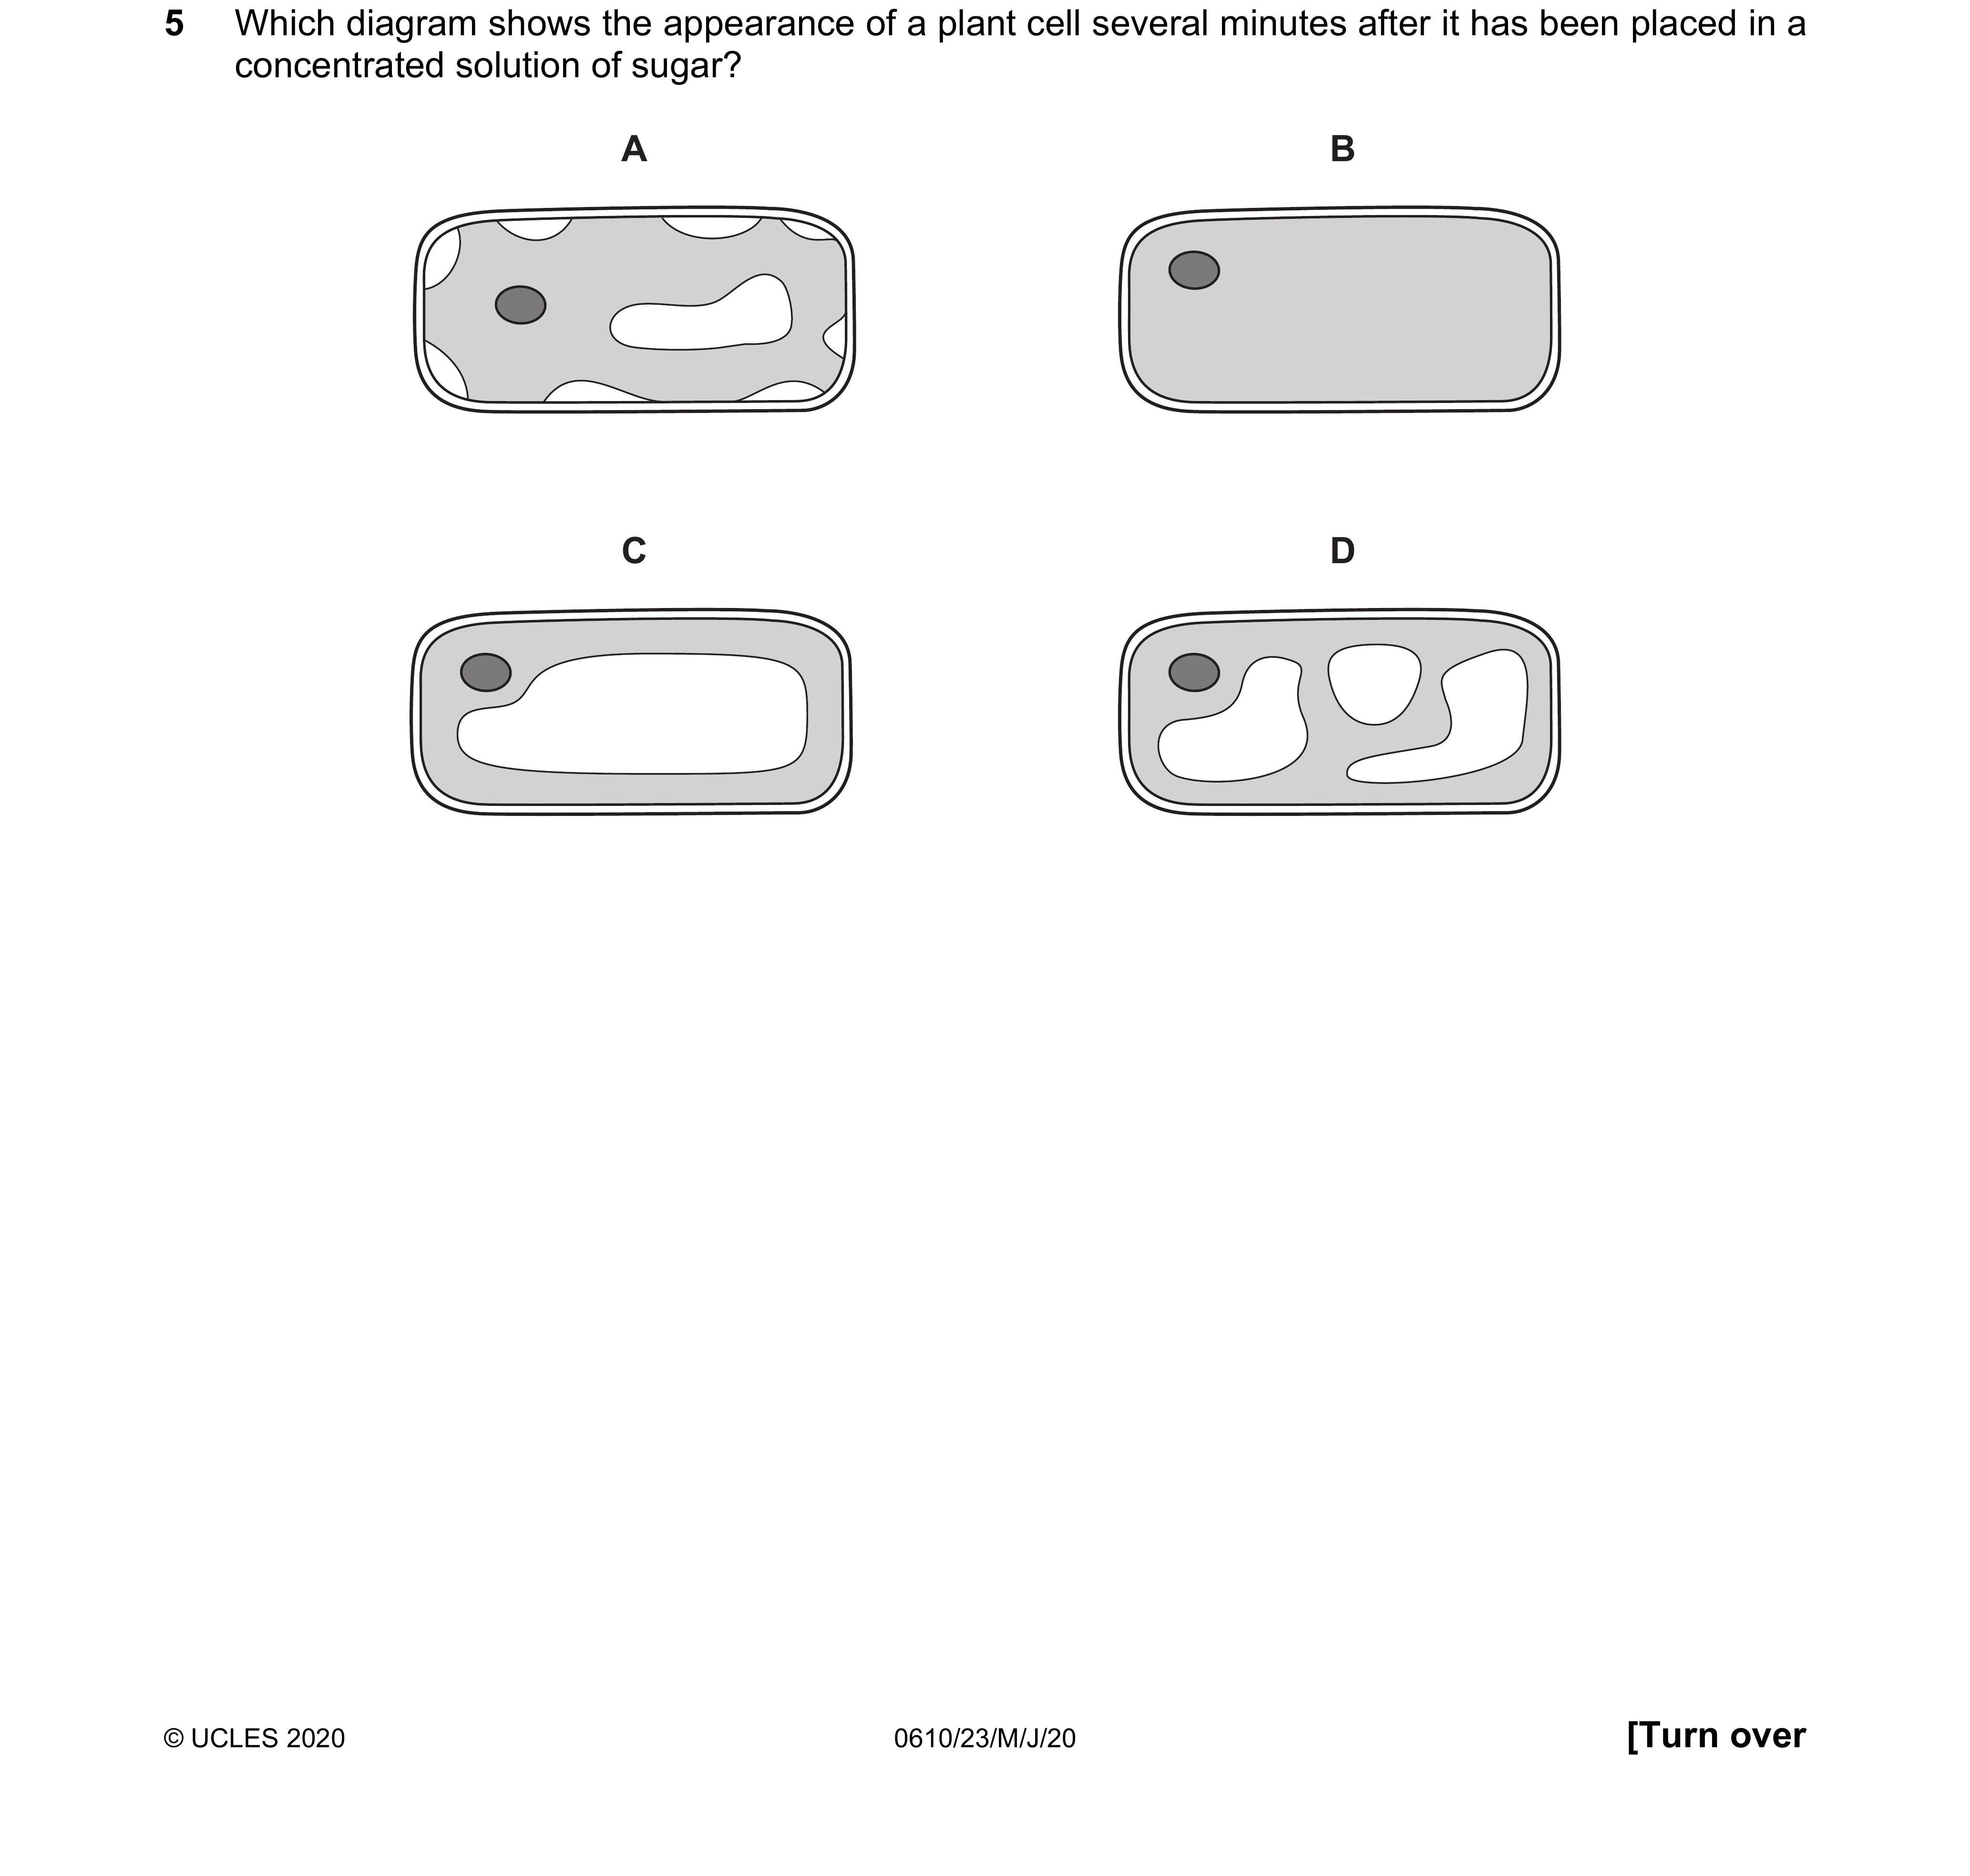 5 Which diagram shows the appearance of a plant cell several minutes after it has been placed in a
concentrated solution of sugar?
A B
C D
© UCLES 2020 0610/23/M/J/20 [Turn over